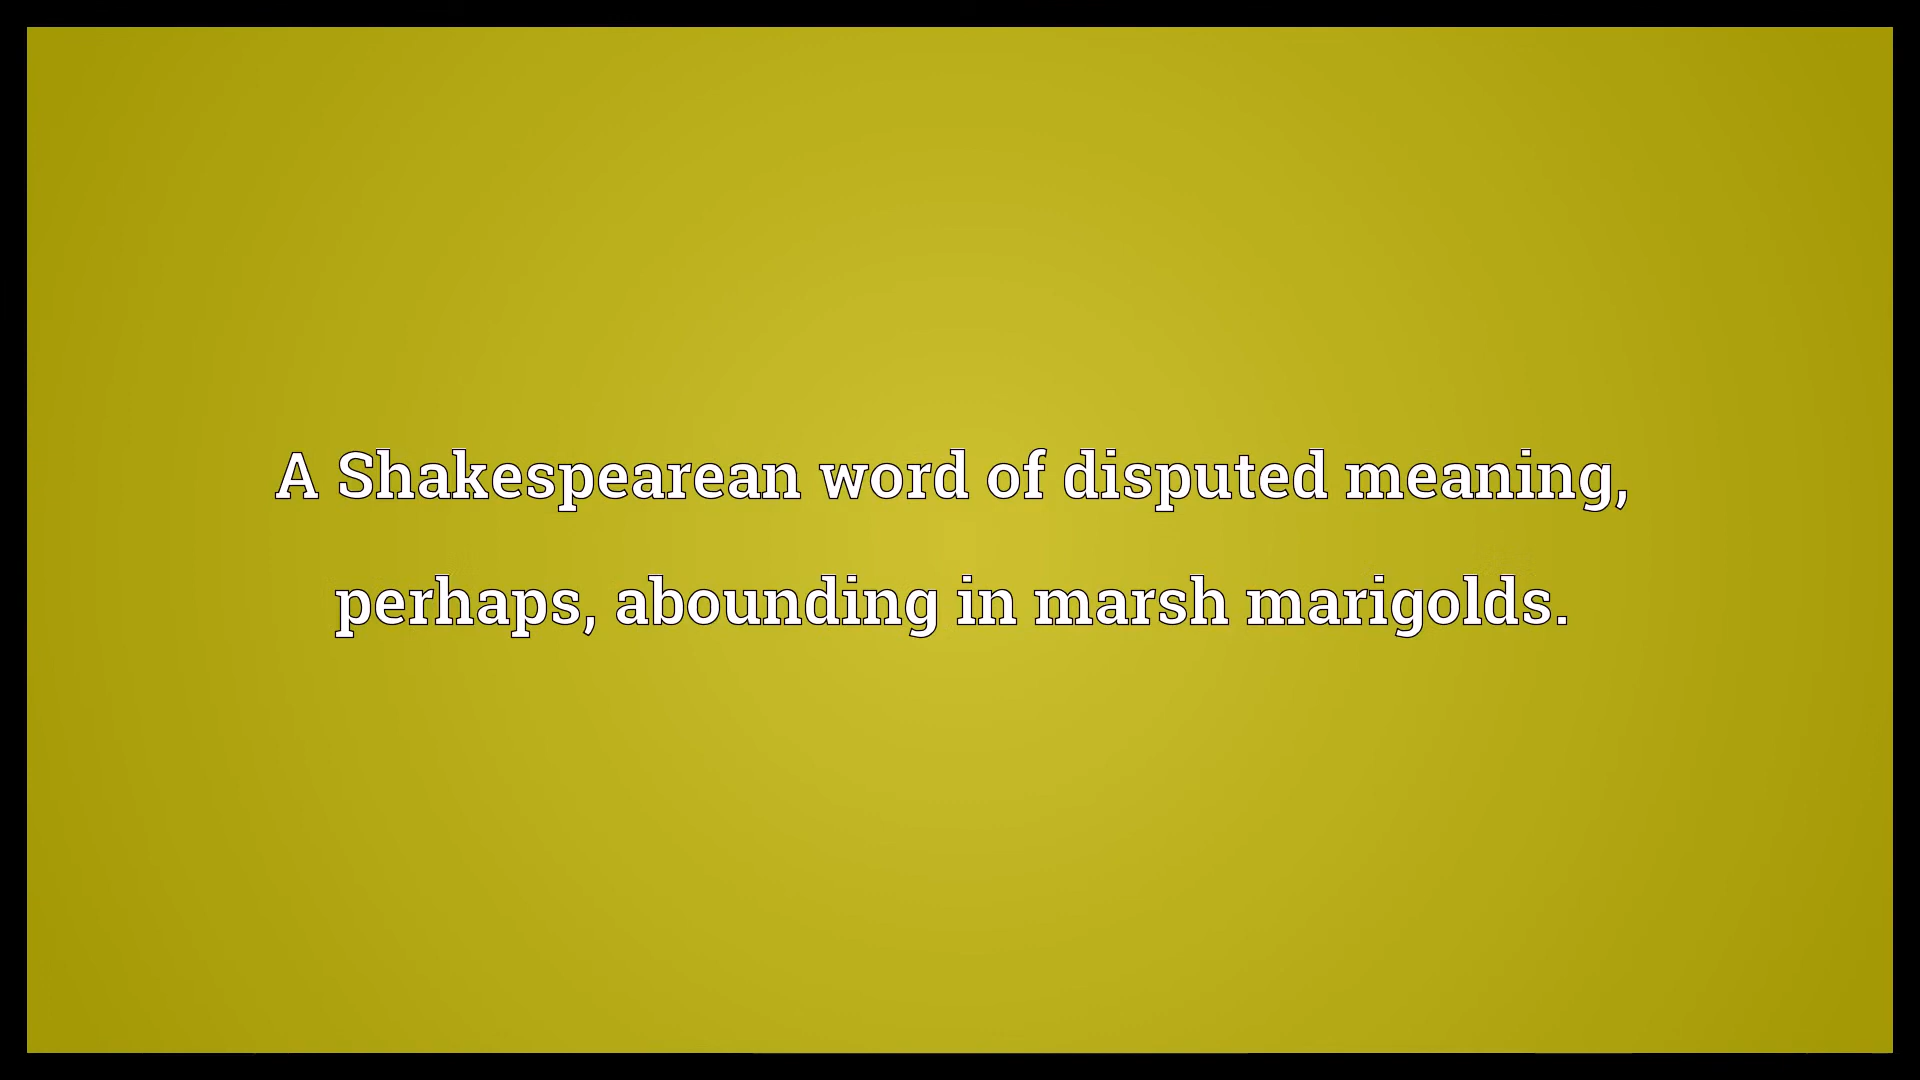 A Shakespearean word of disputed meaning,
perhaps, abounding in marsh marigolds.